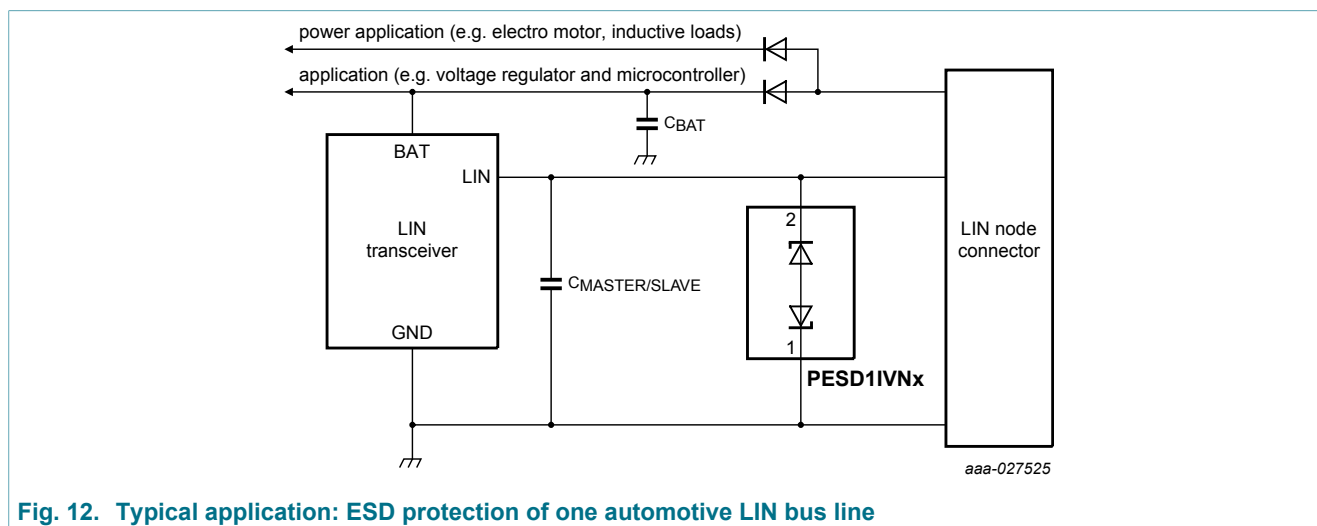 power application (e.g. electro motor, inductive loads)
application (e.g. voltage regulator and microcontroller)
CBAT
BAT
LIN
LIN
transceiver
GND
CMASTER/SLAVE
2
1
PESD1IVNx
LIN node
connector
aaa-027525
Fig. 12. Typical application: ESD protection of one automotive LIN bus line